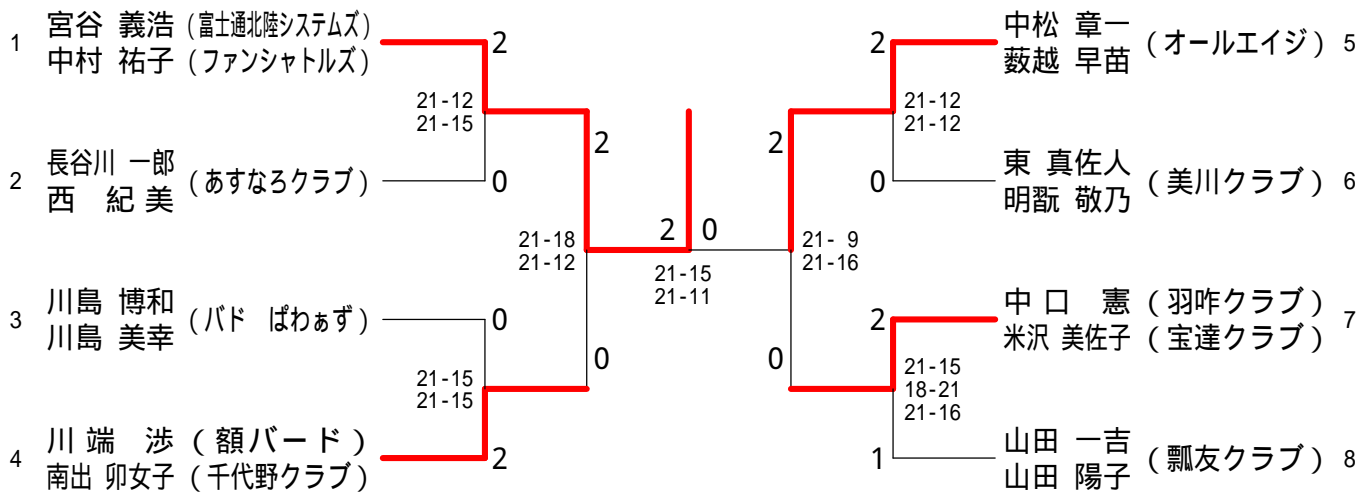 1 宮谷 義浩 (富士通北陸システムズ)
中村 祐子 (ファンシャトルズ)
2
21-12
21-15
2 長谷川 一郎 (あすなろクラブ)
西 紀 美
0
2
21-18
21-12
3 川島 博和 (バド ぱわぁず)
川島 美幸
0
21-15
21-15
0
4 川 端 渉 (額バード)
南出 卯女子 (千代野クラブ)
2
2 0
21-15
21-11
中松 章一 (オールエイジ) 5
薮越 早苗
2
21-12
21-12
東 真佐人 (美川クラブ) 6
明翫 敬乃
0
2
21- 9
21-16
中 口 憲 (羽咋クラブ) 7
米沢 美佐子 (宝達クラブ)
2
0
21-15
18-21
21-16
山田 一吉 (瓢友クラブ) 8
山田 陽子
1